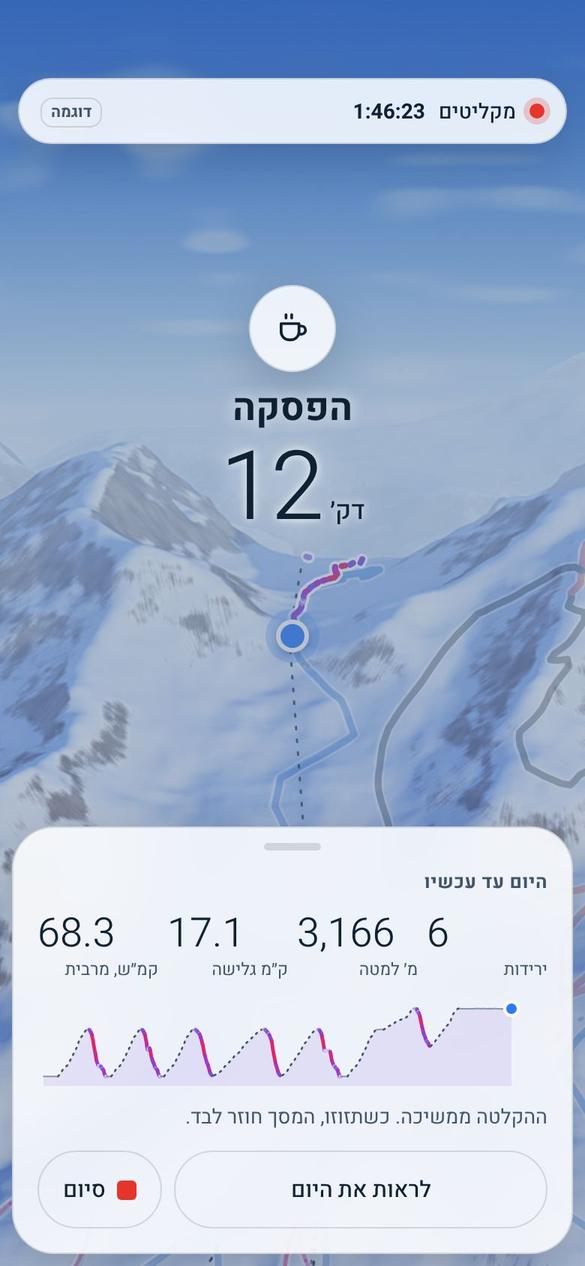 מקליטים 1:46:23 דוגמה
הפסקה
12 דק׳
היום עד עכשיו
6 3,166 17.1 68.3
ירידות מ׳ למטה ק״מ גלישה קמ״ש, מרבית
ההקלטה ממשיכה. כשתזוזו, המסך חוזר לבד.
לראות את היום סיום